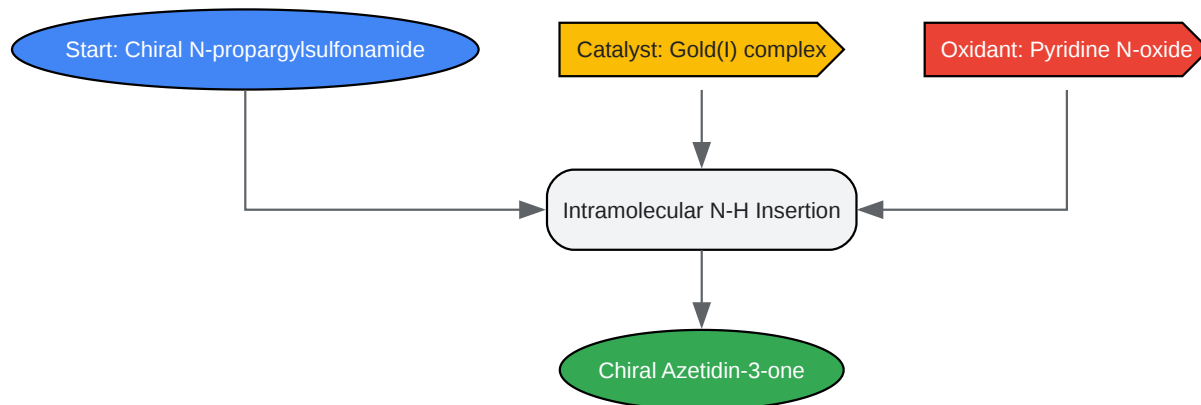 Start: Chiral N-propargylsulfonamide
Catalyst: Gold(I) complex
Oxidant: Pyridine N-oxide
Intramolecular N-H Insertion
Chiral Azetidin-3-one